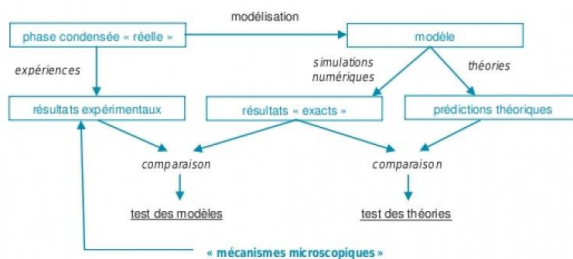 modélisation
phase condensée « réelle »
modèle
expériences
simulations
numériques
théories
résultats expérimentaux
résultats « exacts »
prédictions théoriques
comparaison
comparaison
test des modèles
test des théories
« mécanismes microscopiques »